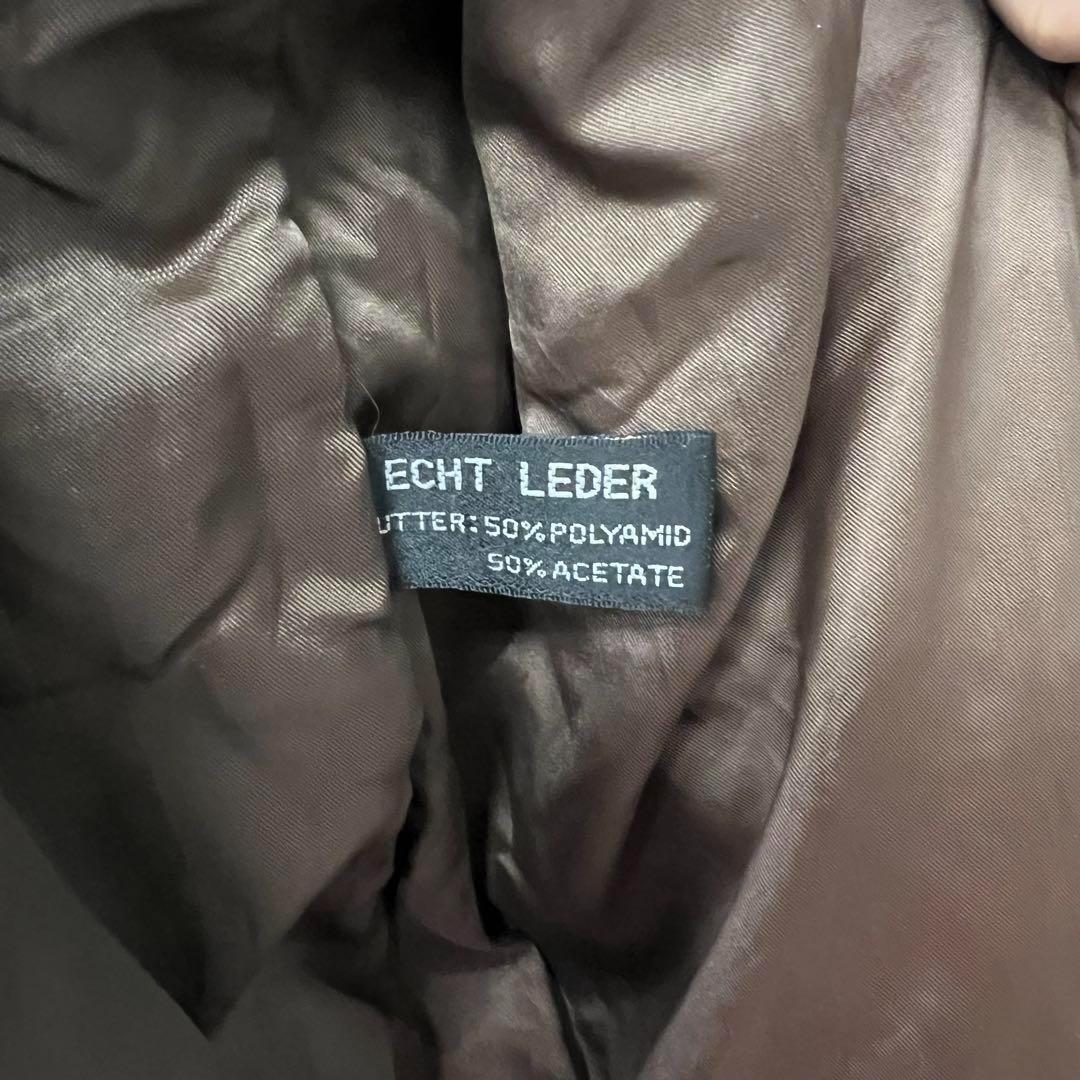 ECHT LEDER
UTTER: 50% POLYAMID
50% ACETATE